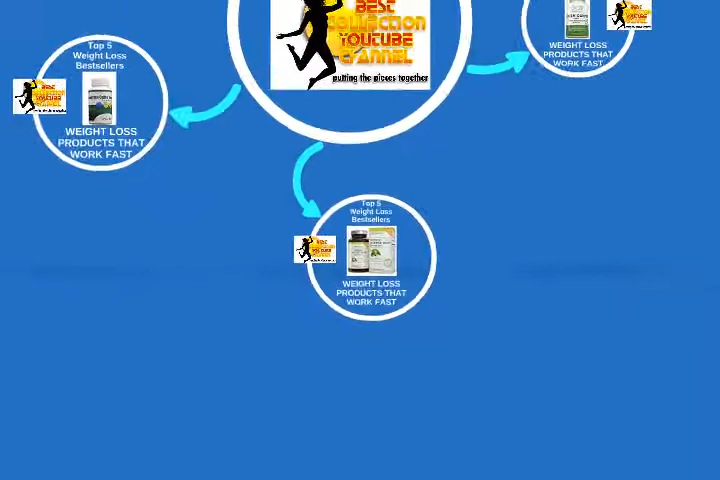 BEST
COLLECTION
YOUTUBE
CHANNEL
putting the pieces together
WEIGHT LOSS
PRODUCTS THAT
WORK FAST
Top 5
Weight Loss
Bestsellers
WEIGHT LOSS
PRODUCTS THAT
WORK FAST
Top 5
Weight Loss
Bestsellers
WEIGHT LOSS
PRODUCTS THAT
WORK FAST